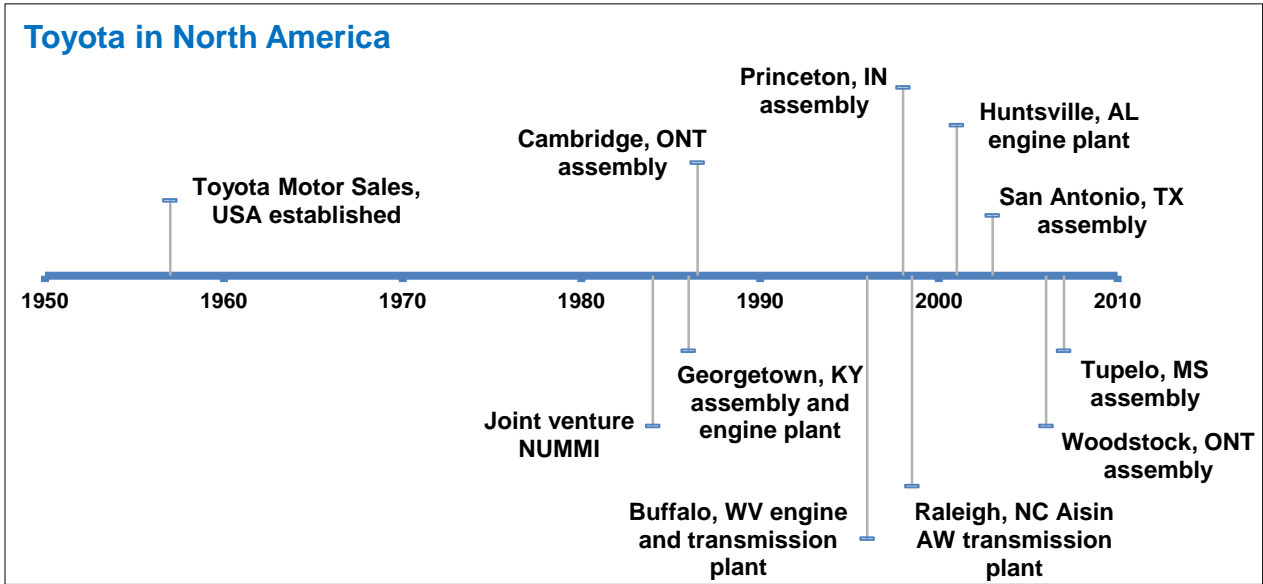 Toyota in North America
Princeton, IN
assembly
Huntsville, AL
engine plant
Cambridge, ONT
assembly
Toyota Motor Sales,
USA established
San Antonio, TX
assembly
1950
1960
1970
1980
1990
2000
2010
Joint venture
NUMMI
Georgetown, KY
assembly and
engine plant
Tupelo, MS
assembly
Woodstock, ONT
assembly
Buffalo, WV engine
and transmission
plant
Raleigh, NC Aisin
AW transmission
plant